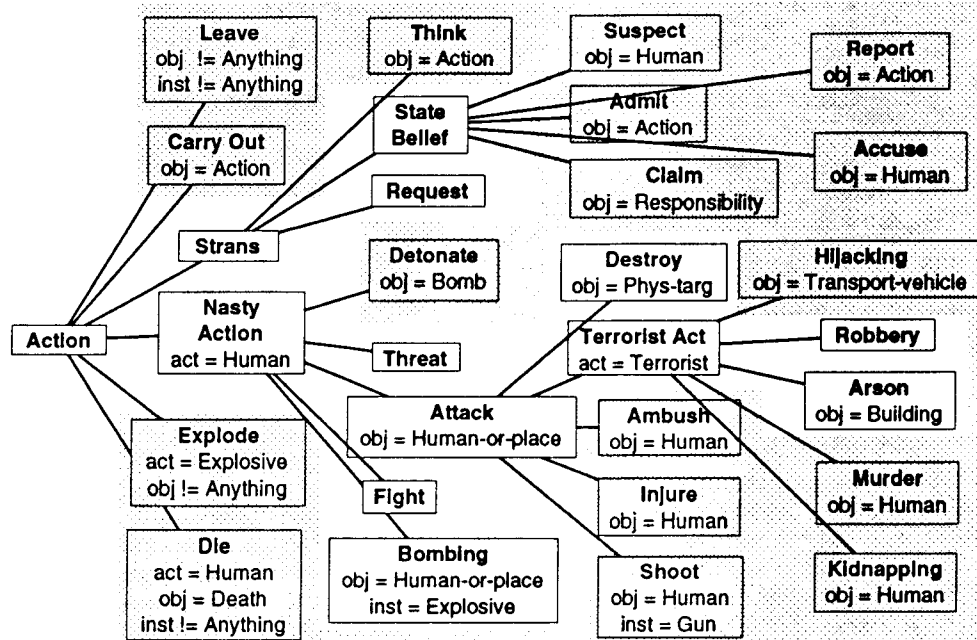 Leave
obj != Anything
inst != Anything
Think
obj = Action
Suspect
obj = Human
Report
obj = Action
State
Belief
Admit
obj = Action
Carry Out
obj = Action
Accuse
obj = Human
Claim
obj = Responsibility
Request
Strans
Detonate
obj = Bomb
Destroy
obj = Phys-targ
Hijacking
obj = Transport-vehicle
Nasty
Action
act = Human
Action
Threat
Terrorist Act
act = Terrorist
Robbery
Arson
obj = Building
Attack
obj = Human-or-place
Ambush
obj = Human
Explode
act = Explosive
obj != Anything
Fight
Injure
obj = Human
Murder
obj = Human
Die
act = Human
obj = Death
inst != Anything
Bombing
obj = Human-or-place
inst = Explosive
Shoot
obj = Human
inst = Gun
Kidnapping
obj = Human